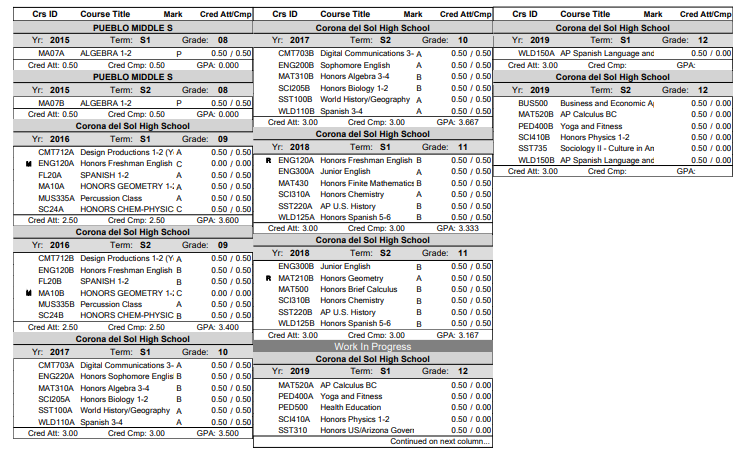 Crs ID Course Title Mark Cred Att/Cmp
PUEBLO MIDDLE S
Yr: 2015 Term: S1 Grade: 08
MA07A ALGEBRA 1-2 P 0.50 / 0.50
Cred Att: 0.50 Cred Cmp: 0.50 GPA: 0.000
PUEBLO MIDDLE S
Yr: 2015 Term: S2 Grade: 08
MA07B ALGEBRA 1-2 P 0.50 / 0.50
Cred Att: 0.50 Cred Cmp: 0.50 GPA: 0.000
Corona del Sol High School
Yr: 2016 Term: S1 Grade: 09
CMT712A Design Productions 1-2 (Y- A 0.50 / 0.50
M ENG120A Honors Freshman English C 0.00 / 0.00
FL20A SPANISH 1-2 A 0.50 / 0.50
MA10A HONORS GEOMETRY 1-: A 0.50 / 0.50
MUS335A Percussion Class A 0.50 / 0.50
SC24A HONORS CHEM-PHYSIC C 0.50 / 0.50
Cred Att: 2.50 Cred Cmp: 2.50 GPA: 3.600
Corona del Sol High School
Yr: 2016 Term: S2 Grade: 09
CMT712B Design Productions 1-2 (Y- A 0.50 / 0.50
ENG120B Honors Freshman English B 0.50 / 0.50
FL20B SPANISH 1-2 B 0.50 / 0.50
M MA10B HONORS GEOMETRY 1-: C 0.00 / 0.00
MUS335B Percussion Class A 0.50 / 0.50
SC24B HONORS CHEM-PHYSIC B 0.50 / 0.50
Cred Att: 2.50 Cred Cmp: 2.50 GPA: 3.400
Corona del Sol High School
Yr: 2017 Term: S1 Grade: 10
CMT703A Digital Communications 3- A 0.50 / 0.50
ENG220A Honors Sophomore Englis B 0.50 / 0.50
MAT310A Honors Algebra 3-4 B 0.50 / 0.50
SCI205A Honors Biology 1-2 B 0.50 / 0.50
SST100A World History/Geography A 0.50 / 0.50
WLD110A Spanish 3-4 A 0.50 / 0.50
Cred Att: 3.00 Cred Cmp: 3.00 GPA: 3.500
Crs ID Course Title Mark Cred Att/Cmp
Corona del Sol High School
Yr: 2017 Term: S2 Grade: 10
CMT703B Digital Communications 3- A 0.50 / 0.50
ENG200B Sophomore English A 0.50 / 0.50
MAT310B Honors Algebra 3-4 B 0.50 / 0.50
SCI205B Honors Biology 1-2 B 0.50 / 0.50
SST100B World History/Geography A 0.50 / 0.50
WLD110B Spanish 3-4 A 0.50 / 0.50
Cred Att: 3.00 Cred Cmp: 3.00 GPA: 3.667
Corona del Sol High School
Yr: 2018 Term: S1 Grade: 11
R ENG120A Honors Freshman English B 0.50 / 0.50
ENG300A Junior English A 0.50 / 0.50
MAT430 Honors Finite Mathematics B 0.50 / 0.50
SCI310A Honors Chemistry A 0.50 / 0.50
SST220A AP U.S. History B 0.50 / 0.50
WLD125A Honors Spanish 5-6 B 0.50 / 0.50
Cred Att: 3.00 Cred Cmp: 3.00 GPA: 3.333
Corona del Sol High School
Yr: 2018 Term: S2 Grade: 11
ENG300B Junior English B 0.50 / 0.50
R MAT210B Honors Geometry A 0.50 / 0.50
MAT500 Honors Brief Calculus B 0.50 / 0.50
SCI310B Honors Chemistry B 0.50 / 0.50
SST220B AP U.S. History B 0.50 / 0.50
WLD125B Honors Spanish 5-6 B 0.50 / 0.50
Cred Att: 3.00 Cred Cmp: 3.00 GPA: 3.167
Work In Progress
Corona del Sol High School
Yr: 2019 Term: S1 Grade: 12
MAT520A AP Calculus BC 0.50 / 0.00
PED400A Yoga and Fitness 0.50 / 0.00
PED500 Health Education 0.50 / 0.00
SCI410A Honors Physics 1-2 0.50 / 0.00
SST310 Honors US/Arizona Govern 0.50 / 0.00
Continued on next column...
Crs ID Course Title Mark Cred Att/Cmp
Corona del Sol High School
Yr: 2019 Term: S1 Grade: 12
WLD150A AP Spanish Language and 0.50 / 0.00
Cred Att: 3.00 Cred Cmp: GPA:
Corona del Sol High School
Yr: 2019 Term: S2 Grade: 12
BUS500 Business and Economic A 0.50 / 0.00
MAT520B AP Calculus BC 0.50 / 0.00
PED400B Yoga and Fitness 0.50 / 0.00
SCI410B Honors Physics 1-2 0.50 / 0.00
SST735 Sociology II - Culture in An 0.50 / 0.00
WLD150B AP Spanish Language and 0.50 / 0.00
Cred Att: 3.00 Cred Cmp: GPA: